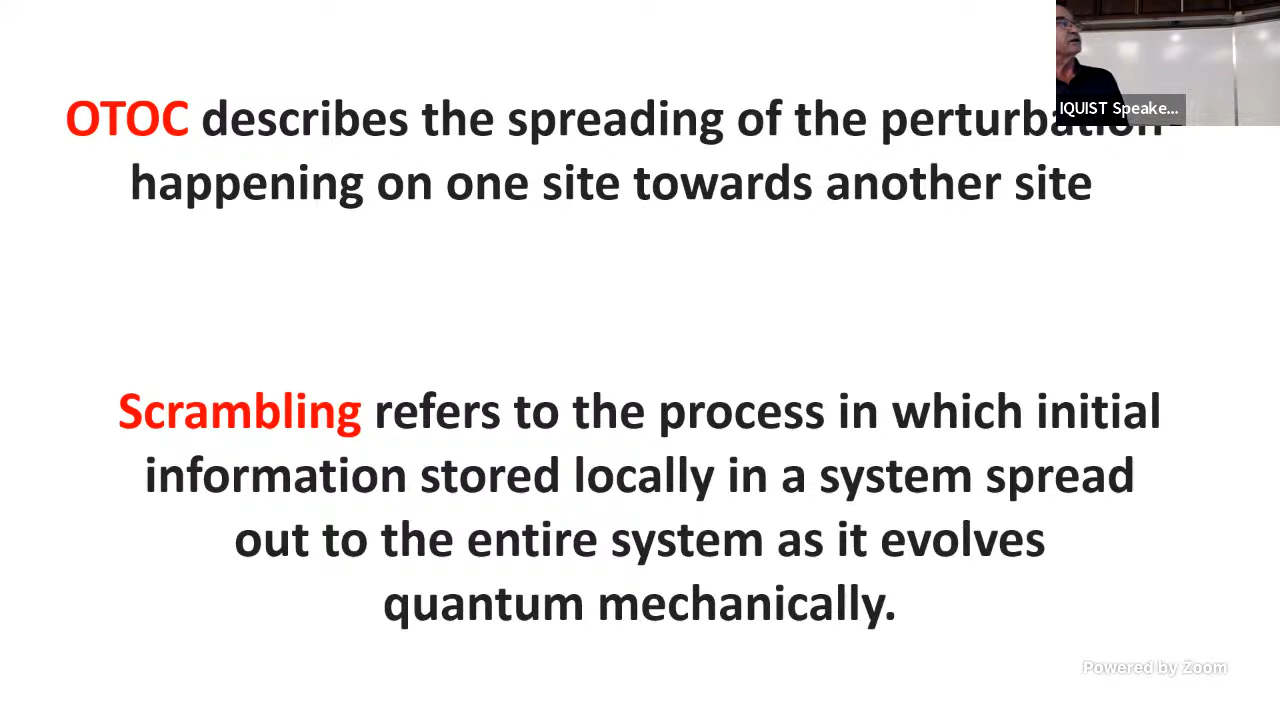 OTOC describes the spreading of the perturbation
happening on one site towards another site
IQUIST Speake...
Scrambling refers to the process in which initial
information stored locally in a system spread
out to the entire system as it evolves
quantum mechanically.
Powered by Zoom